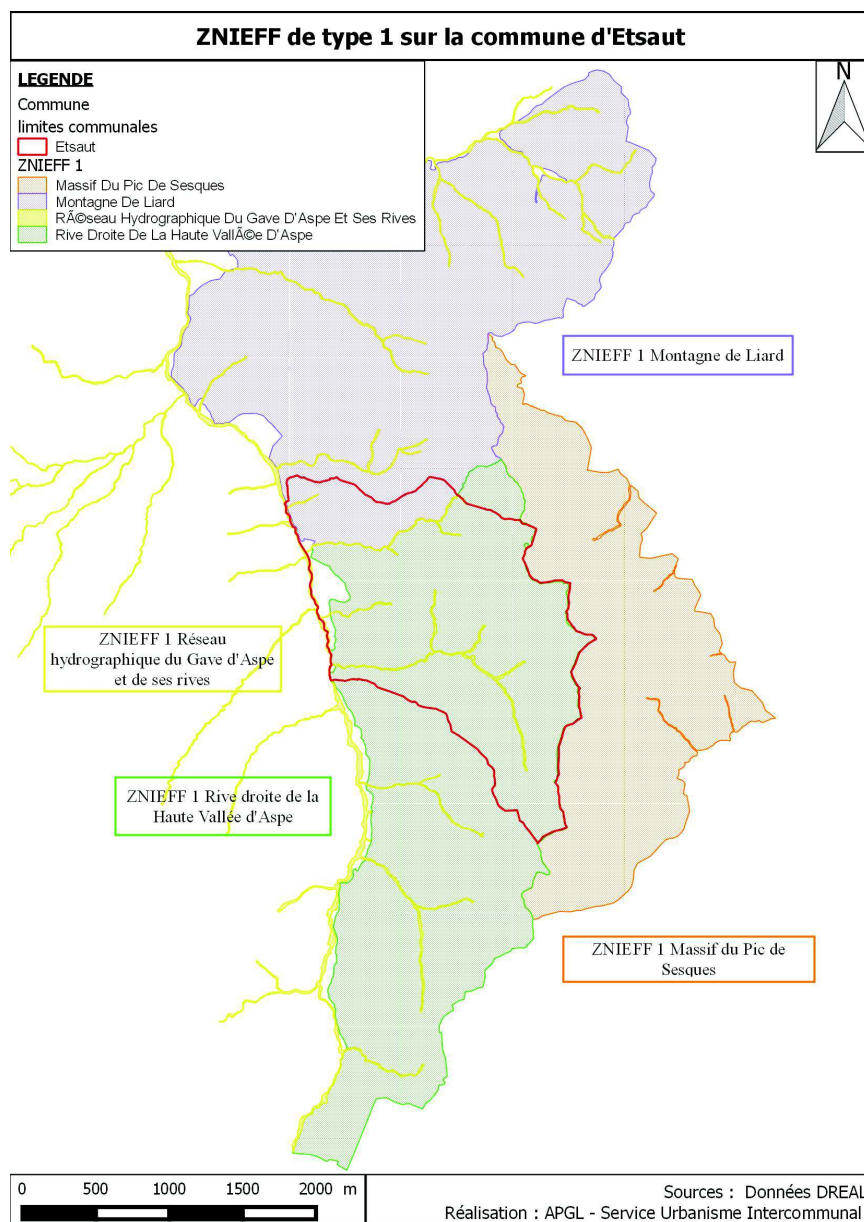 ZNIEFF de type 1 sur la commune d'Etsaut
LEGENDE
Commune
limites communales
Etsaut
ZNIEFF 1
Massif Du Pic De Sesques
Montagne De Liard
RÃ©seau Hydrographique Du Gave D'Aspe Et Ses Rives
Rive Droite De La Haute VallÃ©e D'Aspe
N
ZNIEFF 1 Montagne de Liard
ZNIEFF 1 Réseau
hydrographique du Gave d'Aspe
et de ses rives
ZNIEFF 1 Rive droite de la
Haute Vallée d'Aspe
ZNIEFF 1 Massif du Pic de
Sesques
0 500 1000 1500 2000 m
Sources : Données DREAL
Réalisation : APGL - Service Urbanisme Intercommunal